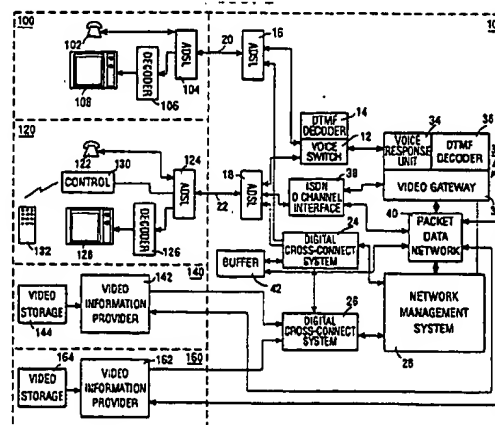 100
102
ADSL
104
DECODER
106
108
20
ADSL
16
10
DTMF
DECODER
14
VOICE
SWITCH
12
34
36
VOICE
RESPONSE
UNIT
DTMF
DECODER
VIDEO GATEWAY
120
122
130
CONTROL
132
124
ADSL
22
18
ADSL
DECODER
126
128
ISDN
D CHANNEL
INTERFACE
38
40
PACKET
DATA
NETWORK
24
DIGITAL
CROSS-CONNECT
SYSTEM
BUFFER
42
140
142
VIDEO
STORAGE
144
VIDEO
INFORMATION
PROVIDER
26
DIGITAL
CROSS-CONNECT
SYSTEM
NETWORK
MANAGEMENT
SYSTEM
28
160
162
164
VIDEO
STORAGE
VIDEO
INFORMATION
PROVIDER